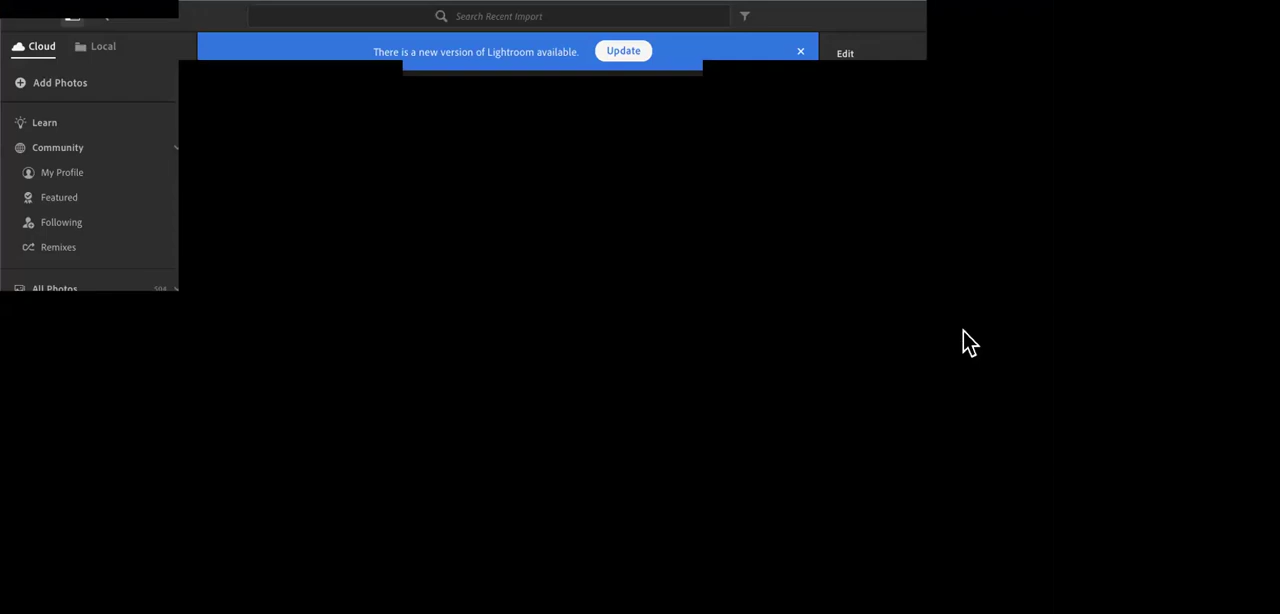 Search Recent Import
Cloud
Local
There is a new version of Lightroom available.
Update
Edit
Add Photos
Learn
Community
My Profile
Featured
Following
Remixes
All Photos
504